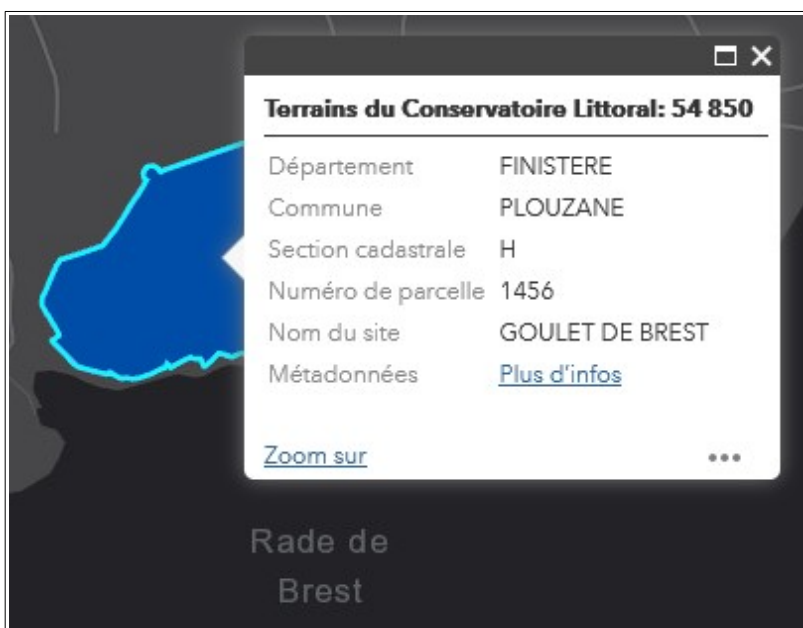 Terrains du Conservatoire Littoral: 54 850
Département FINISTERE
Commune PLOUZANE
Section cadastrale H
Numéro de parcelle 1456
Nom du site GOULET DE BREST
Métadonnées Plus d'infos
Zoom sur
Rade de
Brest